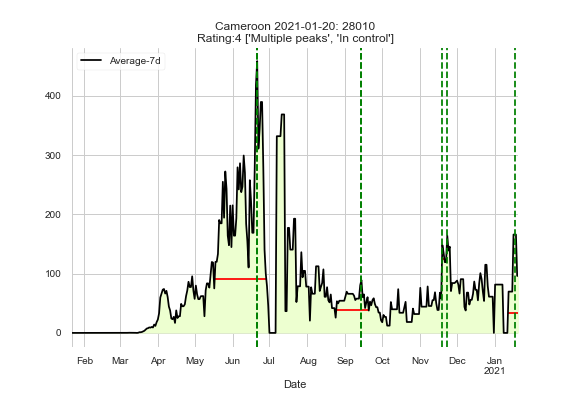 Cameroon 2021-01-20: 28010
Rating:4 ['Multiple peaks', 'In control']
Average-7d
400
300
200
100
0
Feb Mar Apr May Jun Jul Aug Sep Oct Nov Dec Jan
2021
Date